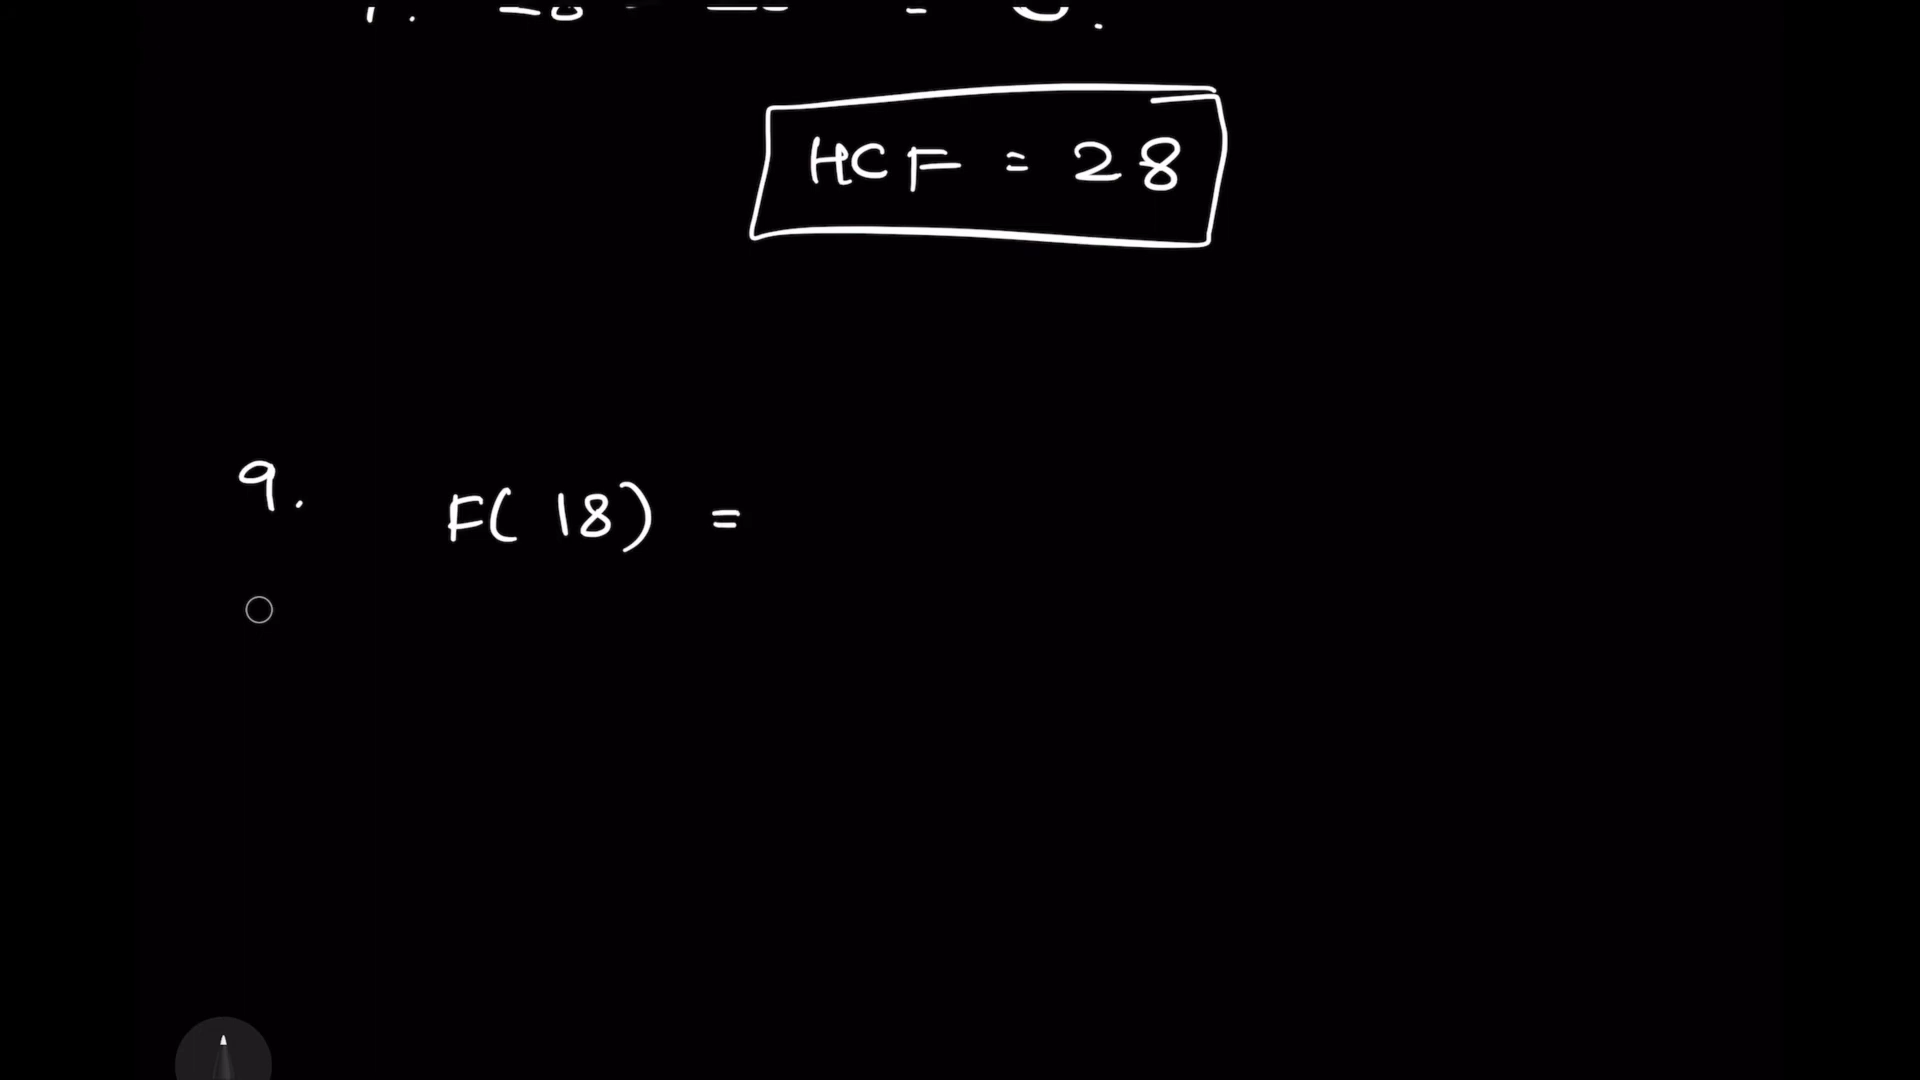 HCF = 28
9. F( 18) =